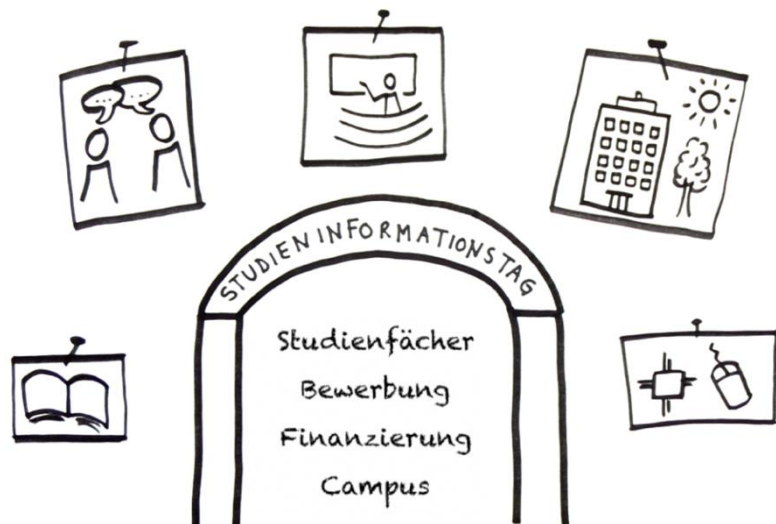 STUDIENINFORMATIONSTAG
Studienfächer
Bewerbung
Finanzierung
Campus